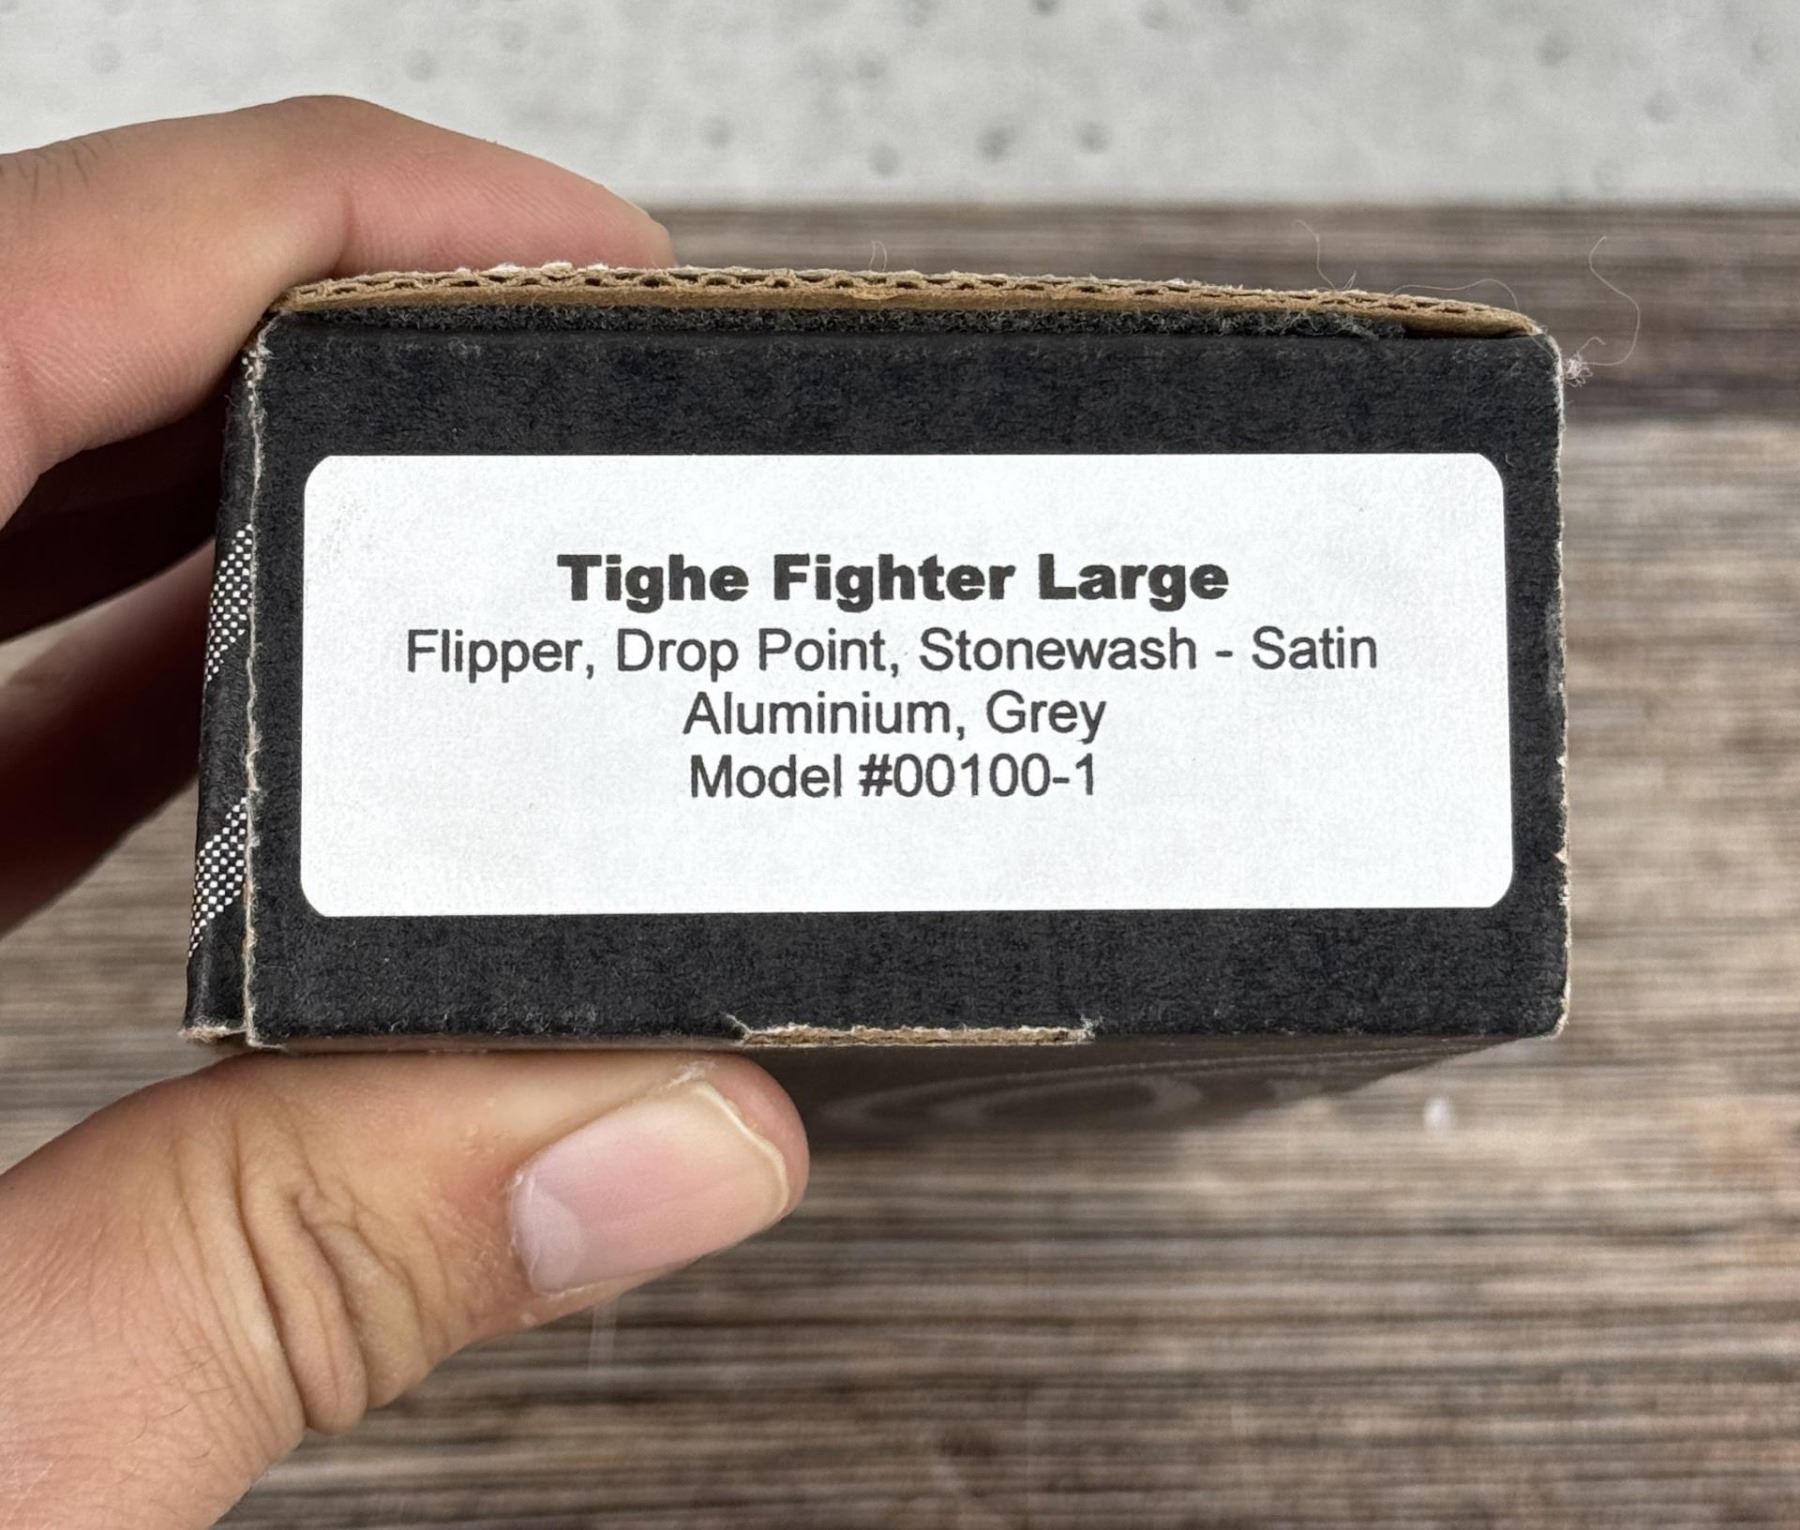 Tighe Fighter Large
Flipper, Drop Point, Stonewash - Satin
Aluminium, Grey
Model #00100-1